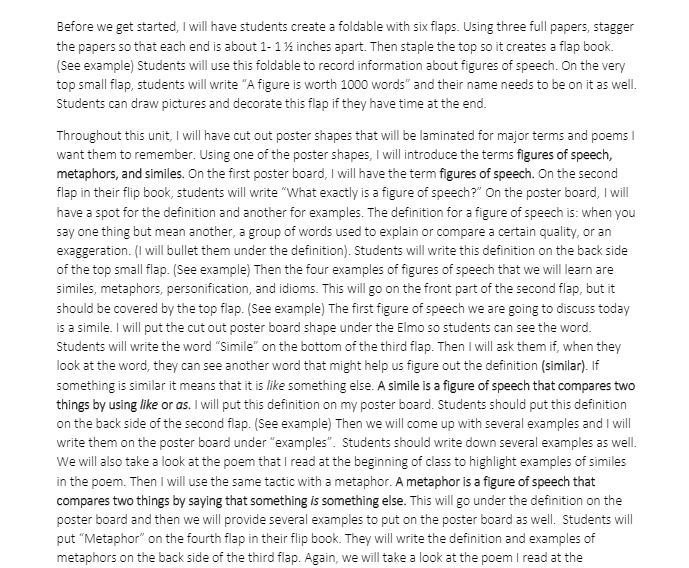 Before we get started, I will have students create a foldable with six flaps. Using three full papers, stagger
the papers so that each end is about 1- 1 ½ inches apart. Then staple the top so it creates a flap book.
(See example) Students will use this foldable to record information about figures of speech. On the very
top small flap, students will write "A figure is worth 1000 words" and their name needs to be on it as well.
Students can draw pictures and decorate this flap if they have time at the end.
Throughout this unit, I will have cut out poster shapes that will be laminated for major terms and poems I
want them to remember. Using one of the poster shapes, I will introduce the terms figures of speech,
metaphors, and similes. On the first poster board, I will have the term figures of speech. On the second
flap in their flip book, students will write "What exactly is a figure of speech?" On the poster board, I will
have a spot for the definition and another for examples. The definition for a figure of speech is: when you
say one thing but mean another, a group of words used to explain or compare a certain quality, or an
exaggeration. (I will bullet them under the definition). Students will write this definition on the back side
of the top small flap. (See example) Then the four examples of figures of speech that we will learn are
similes, metaphors, personification, and idioms. This will go on the front part of the second flap, but it
should be covered by the top flap. (See example) The first figure of speech we are going to discuss today
is a simile. I will put the cut out poster board shape under the Elmo so students can see the word.
Students will write the word "Simile" on the bottom of the third flap. Then I will ask them if, when they
look at the word, they can see another word that might help us figure out the definition (similar). If
something is similar it means that it is like something else. A simile is a figure of speech that compares two
things by using like or as. I will put this definition on my poster board. Students should put this definition
on the back side of the second flap. (See example) Then we will come up with several examples and I will
write them on the poster board under "examples". Students should write down several examples as well.
We will also take a look at the poem that I read at the beginning of class to highlight examples of similes
in the poem. Then I will use the same tactic with a metaphor. A metaphor is a figure of speech that
compares two things by saying that something is something else. This will go under the definition on the
poster board and then we will provide several examples to put on the poster board as well. Students will
put "Metaphor" on the fourth flap in their flip book. They will write the definition and examples of
metaphors on the back side of the third flap. Again, we will take a look at the poem I read at the